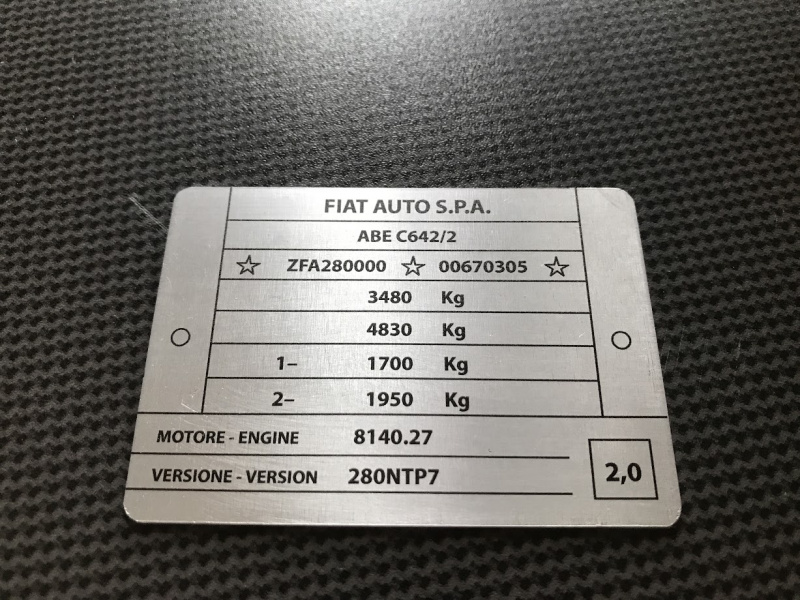 FIAT AUTO S.P.A.
ABE C642/2
☆ ZFA280000 ☆ 00670305 ☆
3480 Kg
4830 Kg
1– 1700 Kg
2– 1950 Kg
MOTORE - ENGINE 8140.27
VERSIONE - VERSION 280NTP7
2,0